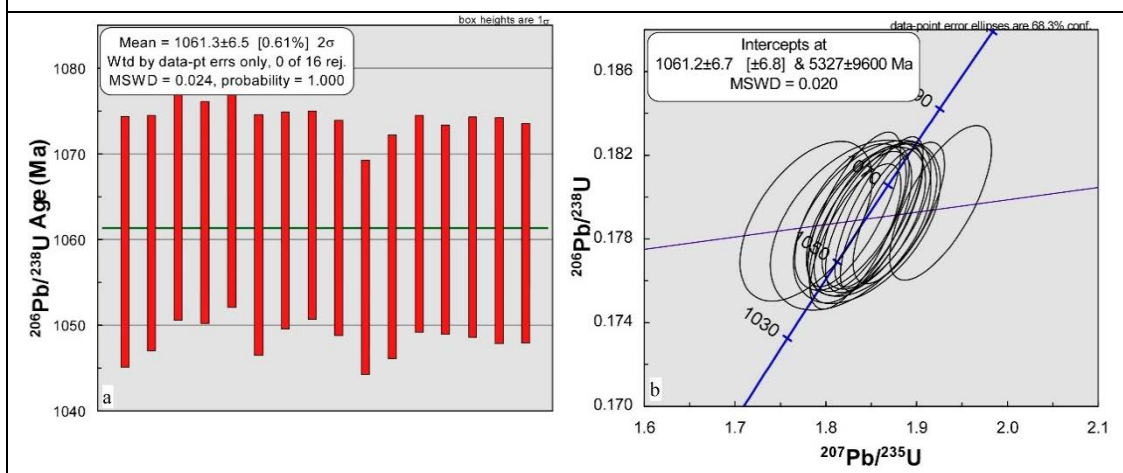 box heights are 1σ
Mean = 1061.3±6.5 [0.61%] 2σ
Wtd by data-pt errs only, 0 of 16 rej.
MSWD = 0.024, probability = 1.000
1080
1070
1060
1050
1040
206Pb/238U Age (Ma)
a
data-point error ellipses are 68.3% conf.
Intercepts at
1061.2±6.7 [±6.8] & 5327±9600 Ma
MSWD = 0.020
0.186
0.182
0.178
0.174
0.170
206Pb/238U
1050
1030
b
1.6 1.7 1.8 1.9 2.0 2.1
207Pb/235U